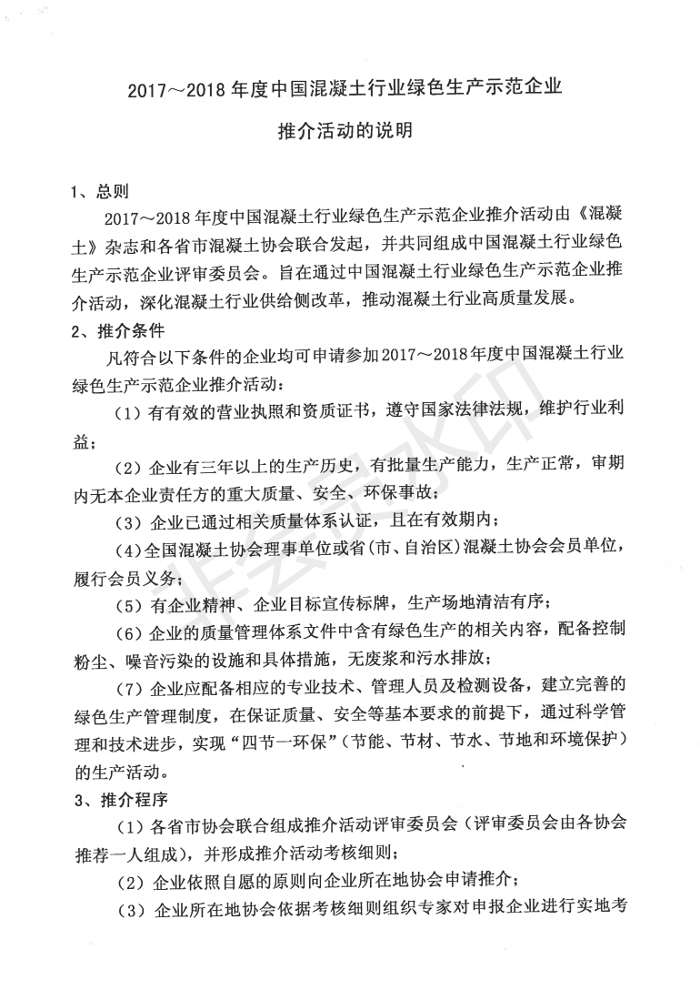 2017～2018 年度中国混凝土行业绿色生产示范企业
推介活动的说明
1、总则
2017～2018 年度中国混凝土行业绿色生产示范企业推介活动由《混凝
土》杂志和各省市混凝土协会联合发起，并共同组成中国混凝土行业绿色
生产示范企业评审委员会。旨在通过中国混凝土行业绿色生产示范企业推
介活动，深化混凝土行业供给侧改革，推动混凝土行业高质量发展。
2、推介条件
凡符合以下条件的企业均可申请参加2017～2018年度中国混凝土行业
绿色生产示范企业推介活动：
（1）有有效的营业执照和资质证书，遵守国家法律法规，维护行业利
益；
（2）企业有三年以上的生产历史，有批量生产能力，生产正常，审期
内无本企业责任方的重大质量、安全、环保事故；
（3）企业已通过相关质量体系认证，且在有效期内；
（4）全国混凝土协会理事单位或省(市、自治区)混凝土协会会员单位，
履行会员义务；
（5）有企业精神、企业目标宣传标牌，生产场地清洁有序；
（6）企业的质量管理体系文件中含有绿色生产的相关内容，配备控制
粉尘、噪音污染的设施和具体措施，无废浆和污水排放；
（7）企业应配备相应的专业技术、管理人员及检测设备，建立完善的
绿色生产管理制度，在保证质量、安全等基本要求的前提下，通过科学管
理和技术进步，实现“四节一环保”（节能、节材、节水、节地和环境保护）
的生产活动。
3、推介程序
（1）各省市协会联合组成推介活动评审委员会（评审委员会由各协会
推荐一人组成），并形成推介活动考核细则；
（2）企业依照自愿的原则向企业所在地协会申请推介；
（3）企业所在地协会依据考核细则组织专家对申报企业进行实地考
非会员水印